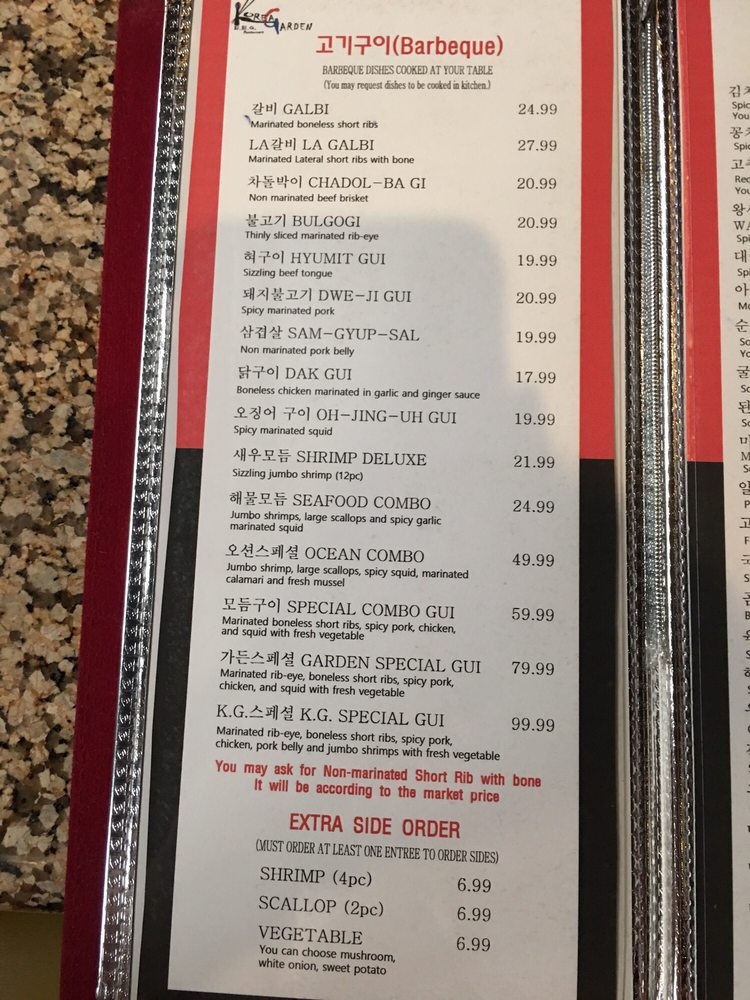 KOREA GARDEN
B.B.Q. Restaurant
고기구이(Barbeque)
BARBEQUE DISHES COOKED AT YOUR TABLE
(You may request dishes to be cooked in kitchen.)
갈비 GALBI 24.99
Marinated boneless short ribs
LA갈비 LA GALBI 27.99
Marinated Lateral short ribs with bone
차돌박이 CHADOL-BA GI 20.99
Non marinated beef brisket
불고기 BULGOGI 20.99
Thinly sliced marinated rib-eye
혀구이 HYUMIT GUI 19.99
Sizzling beef tongue
돼지불고기 DWE-JI GUI 20.99
Spicy marinated pork
삼겹살 SAM-GYUP-SAL 19.99
Non marinated pork belly
닭구이 DAK GUI 17.99
Boneless chicken marinated in garlic and ginger sauce
오징어 구이 OH-JING-UH GUI 19.99
Spicy marinated squid
새우모듬 SHRIMP DELUXE 21.99
Sizzling jumbo shrimp (12pc)
해물모듬 SEAFOOD COMBO 24.99
Jumbo shrimps, large scallops and spicy garlic
marinated squid
오션스페셜 OCEAN COMBO 49.99
Jumbo shrimp, large scallops, spicy squid, marinated
calamari and fresh mussel
모듬구이 SPECIAL COMBO GUI 59.99
Marinated boneless short ribs, spicy pork, chicken,
and squid with fresh vegetable
가든스페셜 GARDEN SPECIAL GUI 79.99
Marinated rib-eye, boneless short ribs, spicy pork,
chicken, and squid with fresh vegetable
K.G.스페셜 K.G. SPECIAL GUI 99.99
Marinated rib-eye, boneless short ribs, spicy pork,
chicken, pork belly and jumbo shrimps with fresh vegetable
You may ask for Non-marinated Short Rib with bone
It will be according to the market price
EXTRA SIDE ORDER
(MUST ORDER AT LEAST ONE ENTREE TO ORDER SIDES)
SHRIMP (4pc) 6.99
SCALLOP (2pc) 6.99
VEGETABLE 6.99
You can choose mushroom,
white onion, sweet potato